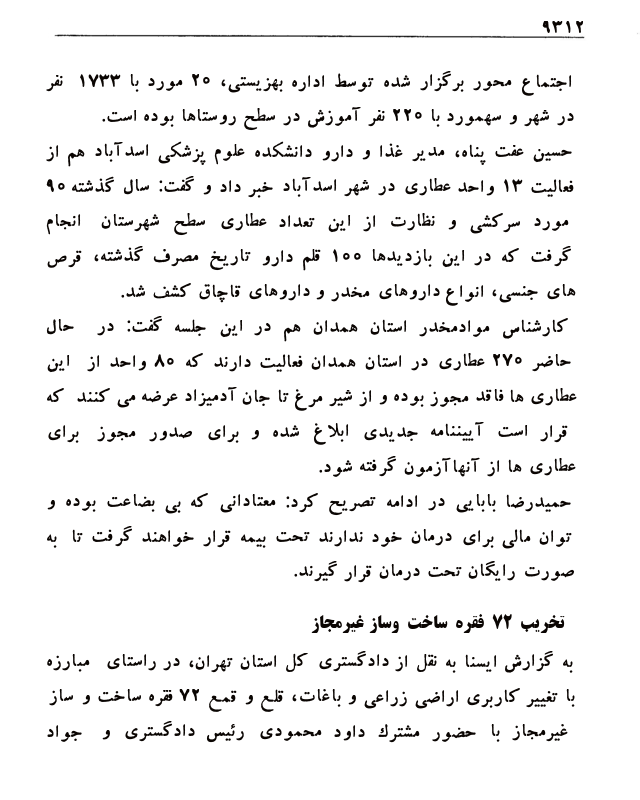 ۹۳۱۲
اجتماع محور برگزار شده توسط اداره بهزیستی، ۲۰ مورد با ۱۷۳۳ نفر
در شهر و سهمورد با ۲۲۰ نفر آموزش در سطح روستاها بوده است.
حسین عفت پناه، مدیر غذا و دارو دانشکده علوم پزشکی اسدآباد هم از
فعالیت ۱۳ واحد عطاری در شهر اسدآباد خبر داد و گفت: سال گذشته ۹۰
مورد سرکشی و نظارت از این تعداد عطاری سطح شهرستان انجام
گرفت که در این بازدیدها ۱۰۰ قلم دارو تاریخ مصرف گذشته، قرص
های جنسی، انواع داروهای مخدر و داروهای قاچاق کشف شد.
کارشناس موادمخدر استان همدان هم در این جلسه گفت: در حال
حاضر ۲۷۰ عطاری در استان همدان فعالیت دارند که ۸۰ واحد از این
عطاری ها فاقد مجوز بوده و از شیر مرغ تا جان آدمیزاد عرضه می کنند که
قرار است آییننامه جدیدی ابلاغ شده و برای صدور مجوز برای
عطاری ها از آنهاآزمون گرفته شود.
حمیدرضا بابایی در ادامه تصریح کرد: معتادانی که بی بضاعت بوده و
توان مالی برای درمان خود ندارند تحت بیمه قرار خواهند گرفت تا به
صورت رایگان تحت درمان قرار گیرند.
تخریب ۷۲ فقره ساخت وساز غیرمجاز
به گزارش ایسنا به نقل از دادگستری کل استان تهران، در راستای مبارزه
با تغییر کاربری اراضی زراعی و باغات، قلع و قمع ۷۲ فقره ساخت و ساز
غیرمجاز با حضور مشترك داود محمودی رئیس دادگستری و جواد